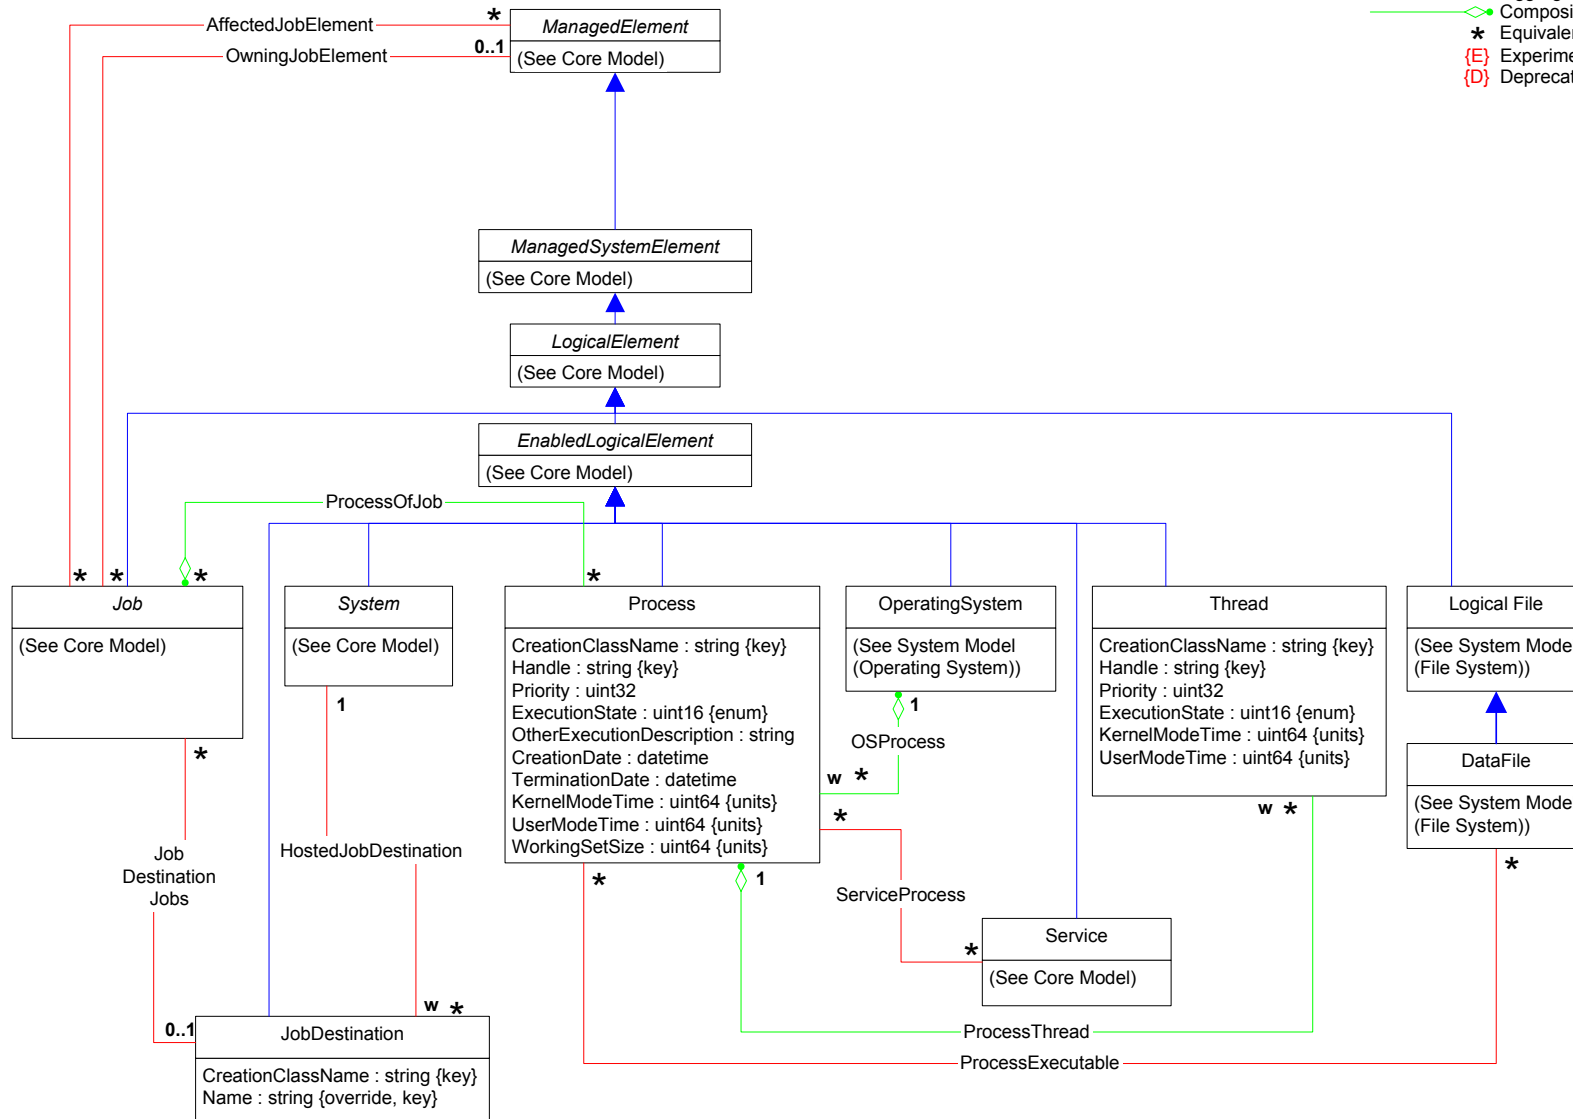 AffectedJobElement
*
ManagedElement
OwningJobElement
0..1
(See Core Model)
*
{E}
{D}
ManagedSystemElement
(See Core Model)
LogicalElement
(See Core Model)
EnabledLogicalElement
(See Core Model)
ProcessOfJob
* * * *
Job
(See Core Model)
System
(See Core Model)
Process
CreationClassName : string {key}
Handle : string {key}
Priority : uint32
ExecutionState : uint16 {enum}
OtherExecutionDescription : string
CreationDate : datetime
TerminationDate : datetime
KernelModeTime : uint64 {units}
UserModeTime : uint64 {units}
WorkingSetSize : uint64 {units}
OperatingSystem
(See System Model
(Operating System))
Thread
CreationClassName : string {key}
Handle : string {key}
Priority : uint32
ExecutionState : uint16 {enum}
KernelModeTime : uint64 {units}
UserModeTime : uint64 {units}
Logical File
(See System Mode
(File System))
1
1
OSProcess
w *
*
*
DataFile
(See System Mode
(File System))
w *
*
Job
Destination
Jobs
HostedJobDestination
*
1
ServiceProcess
*
Service
(See Core Model)
w *
0..1
JobDestination
CreationClassName : string {key}
Name : string {override, key}
ProcessThread
ProcessExecutable